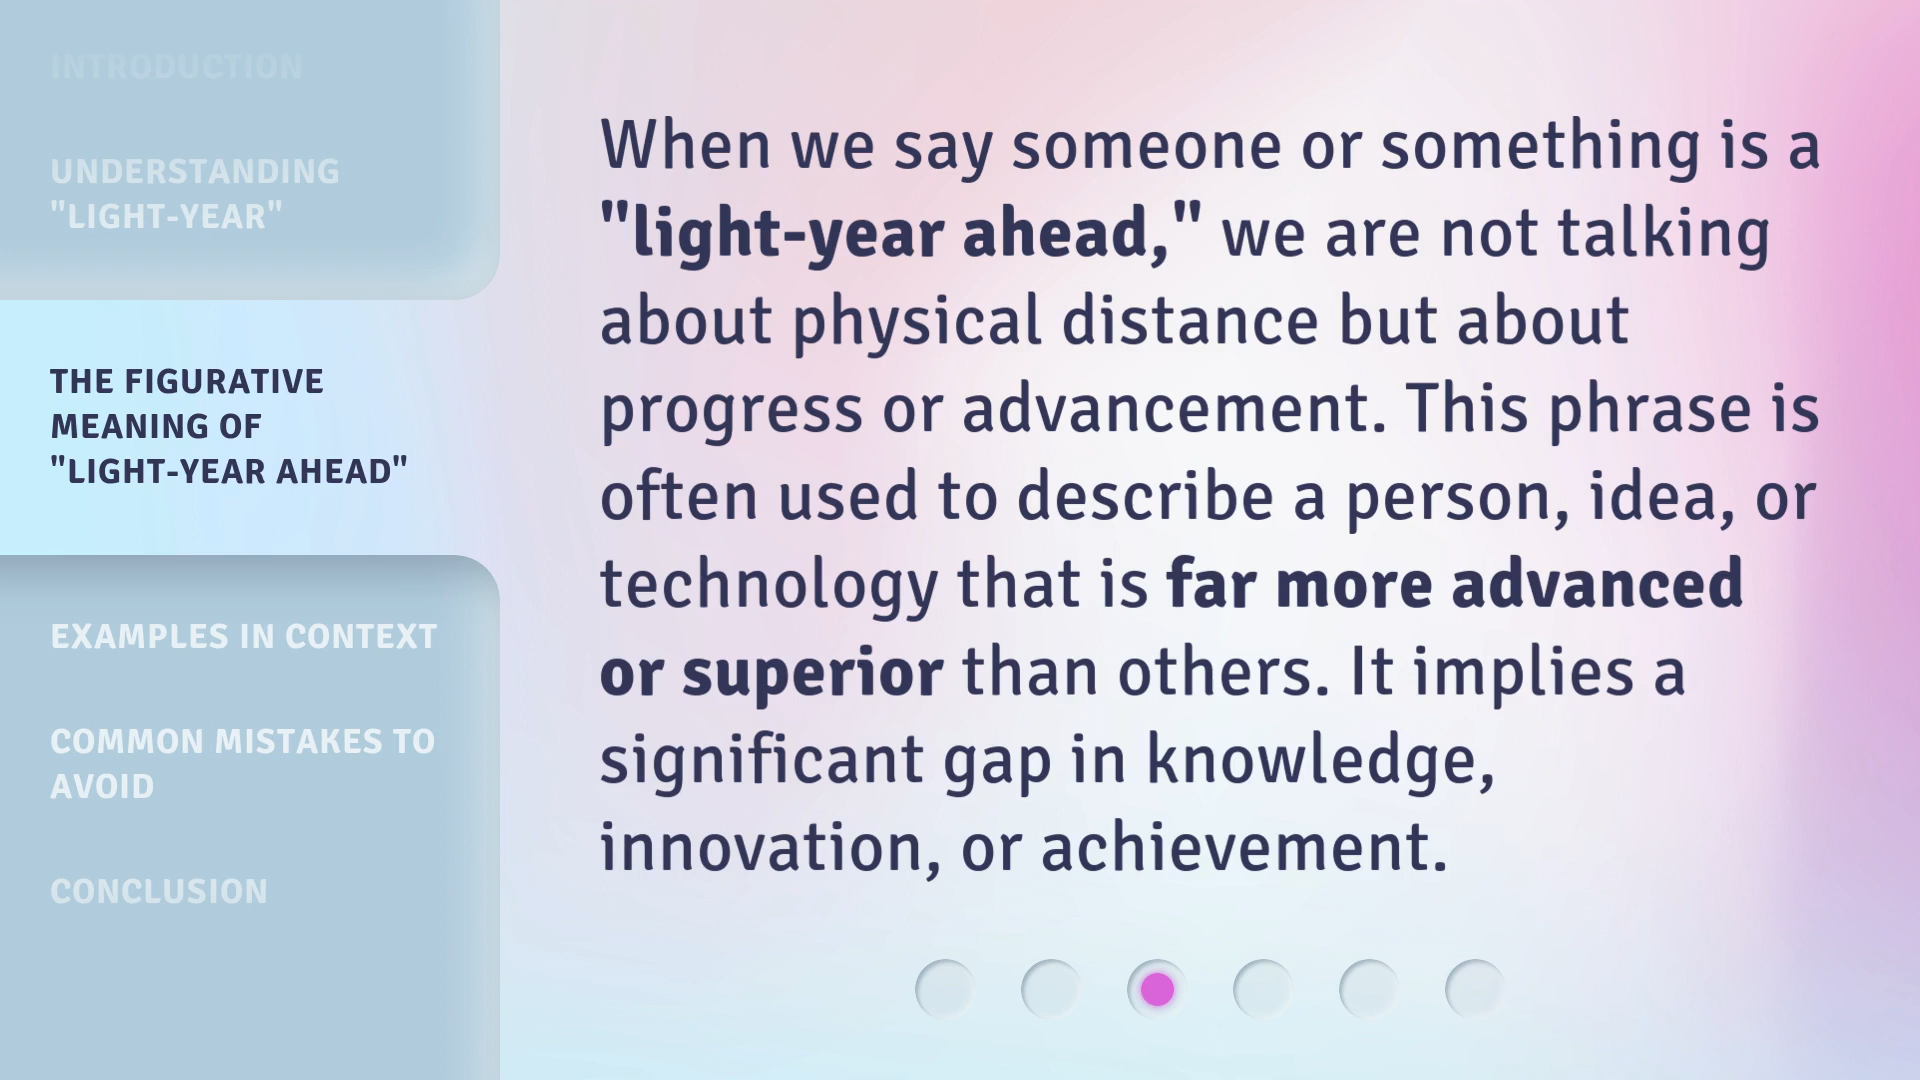 INTRODUCTION
UNDERSTANDING
"LIGHT-YEAR"
THE FIGURATIVE
MEANING OF
"LIGHT-YEAR AHEAD"
EXAMPLES IN CONTEXT
COMMON MISTAKES TO
AVOID
CONCLUSION
When we say someone or something is a
"light-year ahead," we are not talking
about physical distance but about
progress or advancement. This phrase is
often used to describe a person, idea, or
technology that is far more advanced
or superior than others. It implies a
significant gap in knowledge,
innovation, or achievement.